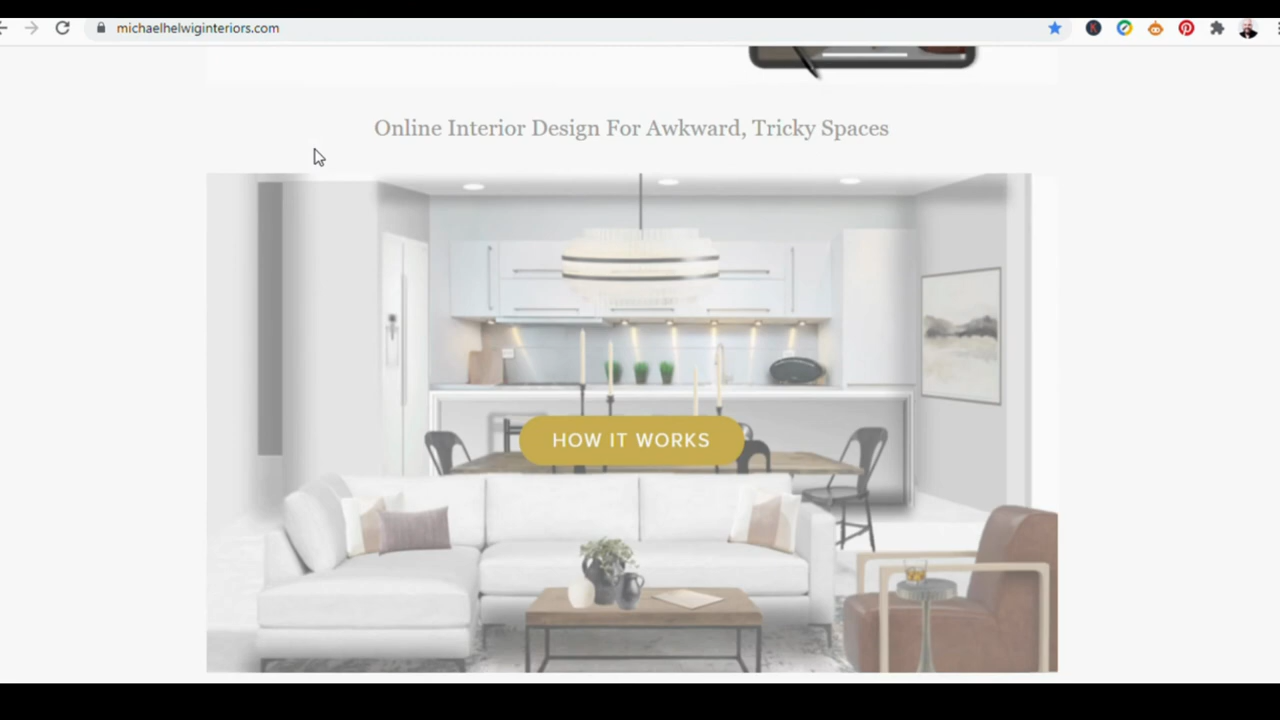 michaelhelwiginteriors.com
Online Interior Design For Awkward, Tricky Spaces
HOW IT WORKS